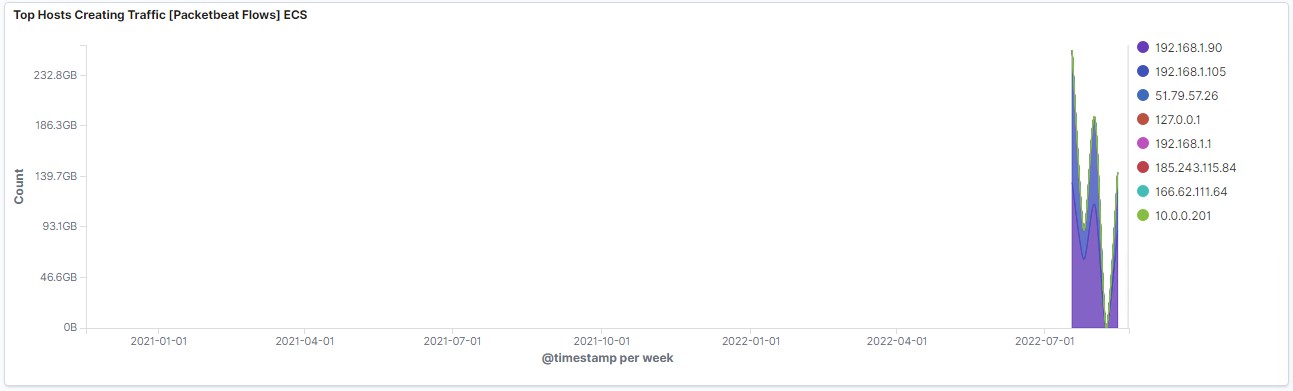 Top Hosts Creating Traffic [Packetbeat Flows] ECS
232.8GB
186.3GB
139.7GB
93.1GB
46.6GB
0B
Count
2021-01-01
2021-04-01
2021-07-01
2021-10-01
2022-01-01
2022-04-01
2022-07-01
@timestamp per week
192.168.1.90
192.168.1.105
51.79.57.26
127.0.0.1
192.168.1.1
185.243.115.84
166.62.111.64
10.0.0.201